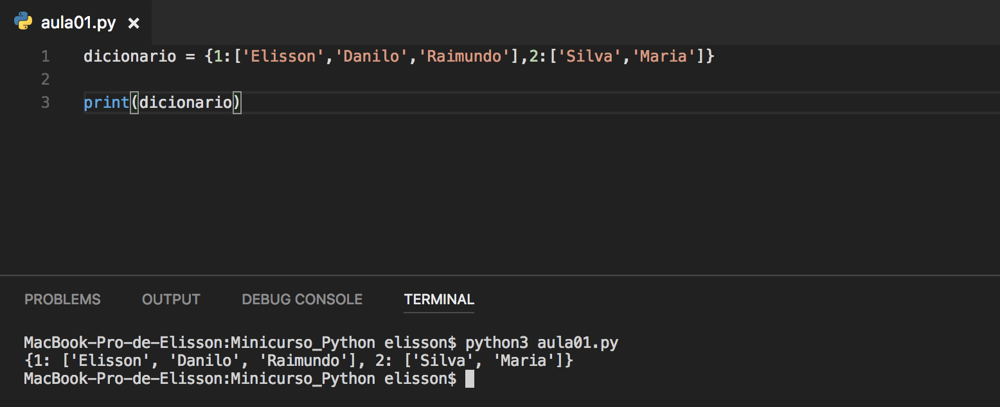 aula01.py ×
1 dicionario = {1:['Elisson','Danilo','Raimundo'],2:['Silva','Maria']}
2
3 print(dicionario)
PROBLEMS OUTPUT DEBUG CONSOLE TERMINAL
MacBook-Pro-de-Elisson:Minicurso_Python elisson$ python3 aula01.py
{1: ['Elisson', 'Danilo', 'Raimundo'], 2: ['Silva', 'Maria']}
MacBook-Pro-de-Elisson:Minicurso_Python elisson$